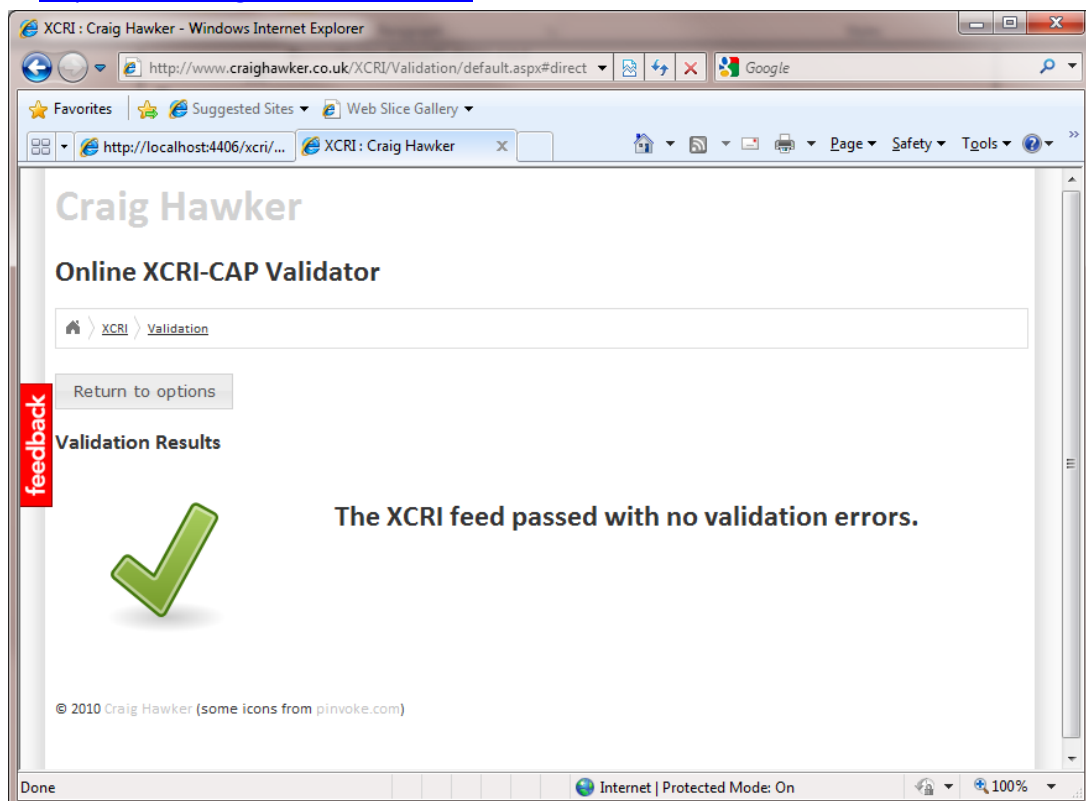 XCRI : Craig Hawker - Windows Internet Explorer
http://www.craighawker.co.uk/XCRI/Validation/default.aspx#direct
Google
Favorites Suggested Sites Web Slice Gallery
http://localhost:4406/xcri/... XCRI : Craig Hawker x Page Safety Tools »
Craig Hawker
Online XCRI-CAP Validator
XCRI Validation
Return to options
feedback
Validation Results
The XCRI feed passed with no validation errors.
© 2010 Craig Hawker (some icons from pinvoke.com)
Done Internet | Protected Mode: On 100%